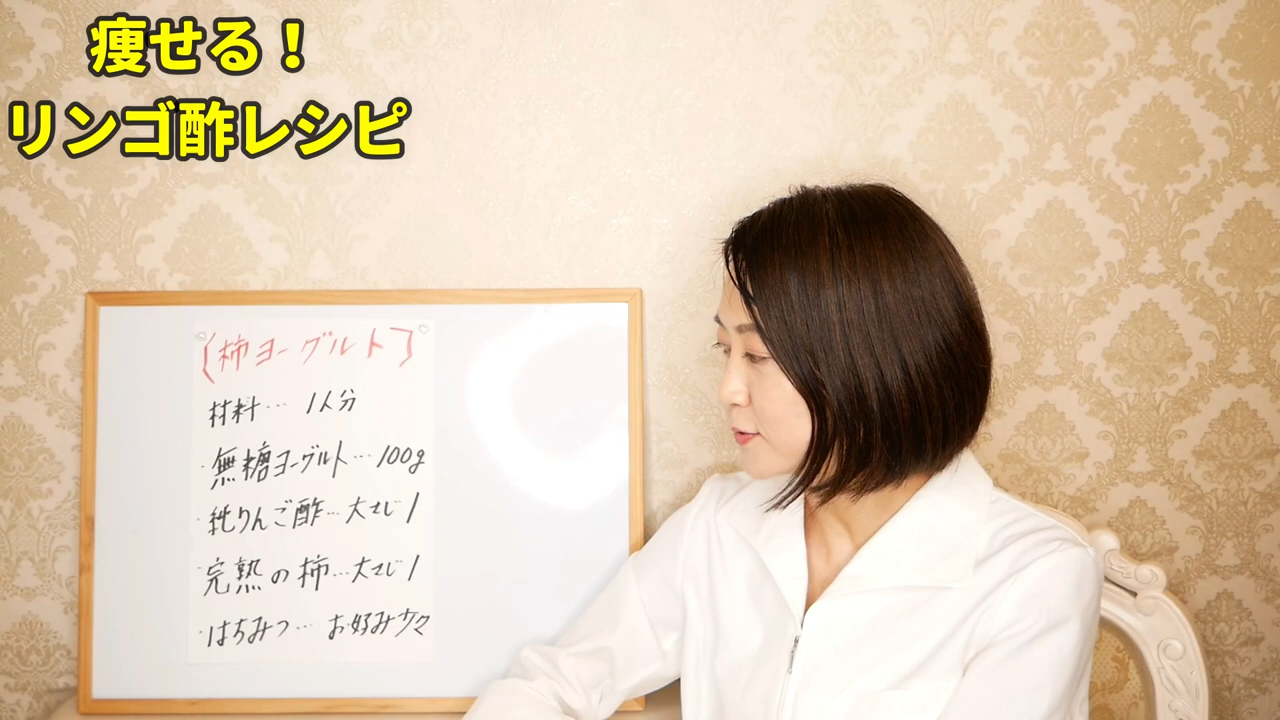 痩せる！
リンゴ酢レシピ
〔柿ヨーグルト〕
材料… 1人分
・無糖ヨーグルト… 100g
・純りんご酢… 大さじ1
・完熟の柿… 大さじ1
・はちみつ… お好み少々